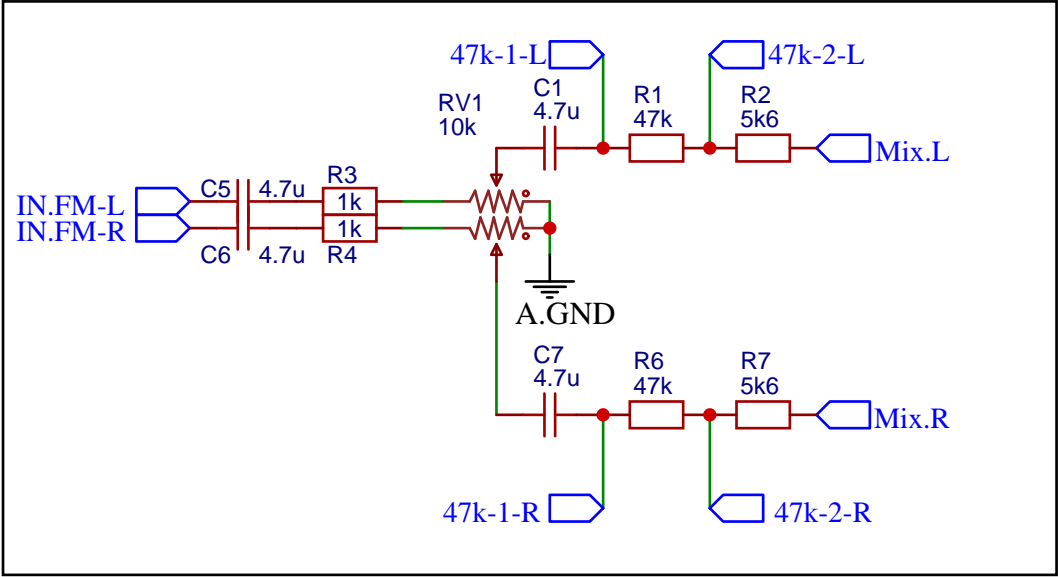 47k-1-L
47k-2-L
C1
4.7u
R1
47k
R2
5k6
RV1
10k
Mix.L
IN.FM-L
IN.FM-R
C5
4.7u
R3
1k
1k
C6
4.7u
R4
A.GND
C7
4.7u
R6
47k
R7
5k6
Mix.R
47k-1-R
47k-2-R